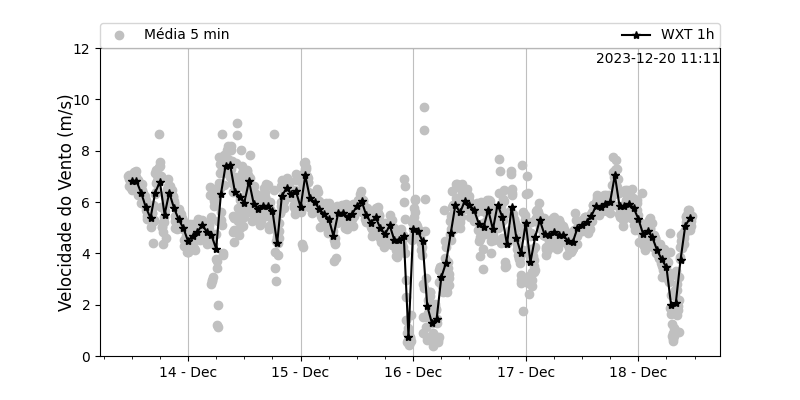 Média 5 min
WXT 1h
2023-12-20 11:11
Velocidade do Vento (m/s)
12
10
8
6
4
2
0
14 - Dec
15 - Dec
16 - Dec
17 - Dec
18 - Dec